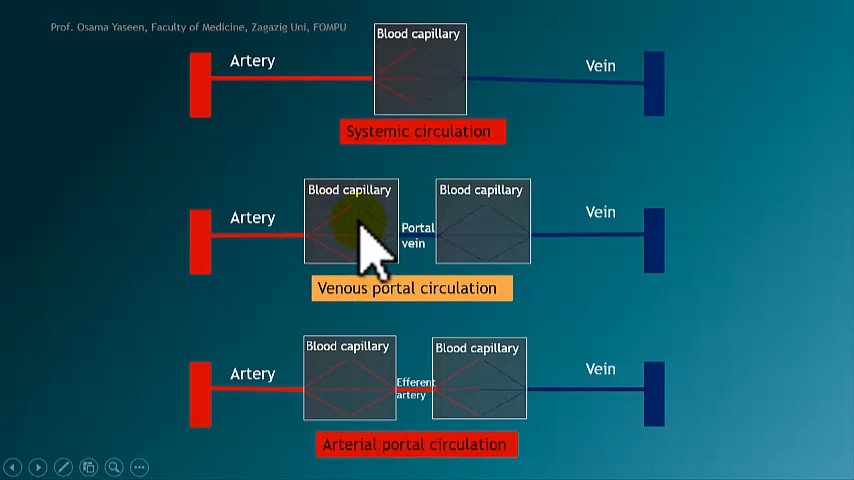 Prof. Osama Yaseen, Faculty of Medicine, Zagazig Uni, FOMPU
Blood capillary
Artery
Vein
Systemic circulation
Blood capillary
Blood capillary
Artery
Portal
vein
Vein
Venous portal circulation
Blood capillary
Blood capillary
Artery
Efferent
artery
Vein
Arterial portal circulation